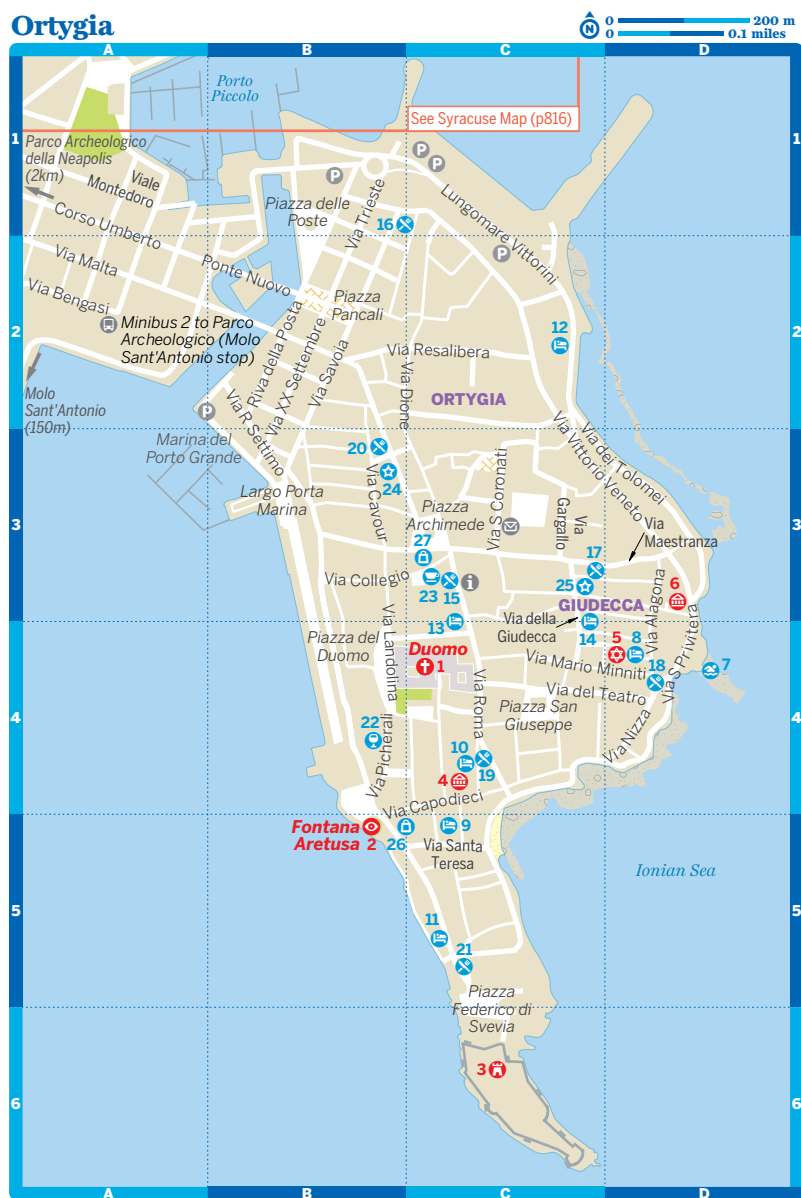 Ortygia
N
0
200 m
0
0.1 miles
A
B
C
D
Porto
Piccolo
See Syracuse Map (p816)
1
1
Parco Archeologico
della Neapolis
(2km)
Viale
Montedoro
P
P
P
Piazza delle
Poste
Via Trieste
16
Lungomare Vittorini
P
Corso Umberto
Via Malta
Via Bengasi
Ponte Nuovo
Piazza
Pancali
2
2
Minibus 2 to Parco
Archeologico (Molo
Sant'Antonio stop)
Riva della Posta
Via XX Settembre
Via Savoia
Via Resalibera
12
Via Dione
ORTYGIA
Molo
Sant'Antonio
(150m)
P
Via R Settimo
Marina del
Porto Grande
20
24
Via Cavour
Via dei Tolomei
Via Vittorio Veneto
Largo Porta
Marina
3
3
Piazza
Archimede
Via S Coronati
Via
Gargallo
Via
Maestranza
27
Via Collegio
23
15
i
17
25
6
GIUDECCA
Via Alagona
13
Via della
Giudecca
14
5
8
Piazza del
Duomo
Via Landolina
Duomo
1
Via Mario Minniti
18
7
Via S Privitera
Via del Teatro
4
4
Via Roma
Piazza San
Giuseppe
Via Nizza
22
Via Picherali
10
19
4
Via Capodieci
Fontana
Aretusa 2
26
9
Via Santa
Teresa
Ionian Sea
5
5
11
21
Piazza
Federico di
Svevia
3
6
6
A
B
C
D